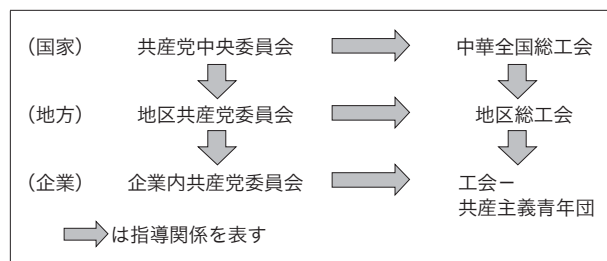 (国家) 共産党中央委員会 中華全国総工会
(地方) 地区共産党委員会 地区総工会
(企業) 企業内共産党委員会 工会－
共産主義青年団
は指導関係を表す